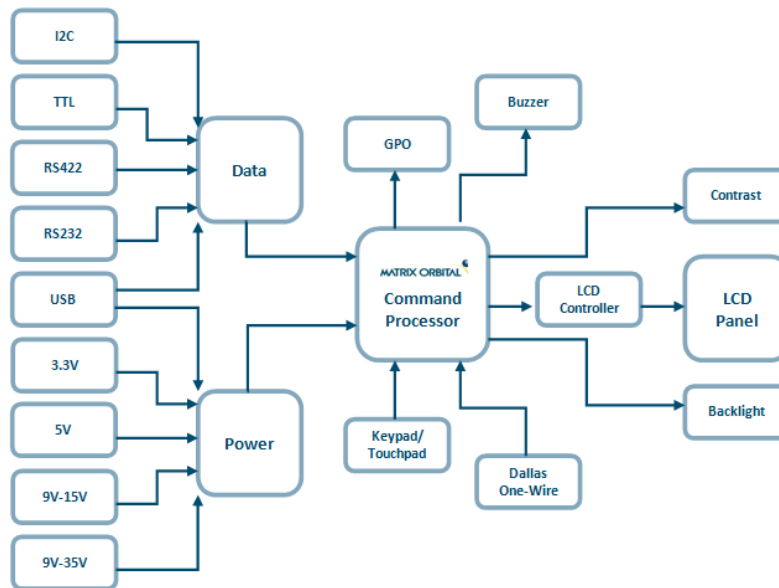 I2C
TTL
RS422
RS232
USB
3.3V
5V
9V-15V
9V-35V
Data
Power
GPO
Buzzer
MATRIX ORBITAL
Command
Processor
Keypad/
Touchpad
Dallas
One-Wire
Contrast
LCD
Controller
LCD
Panel
Backlight